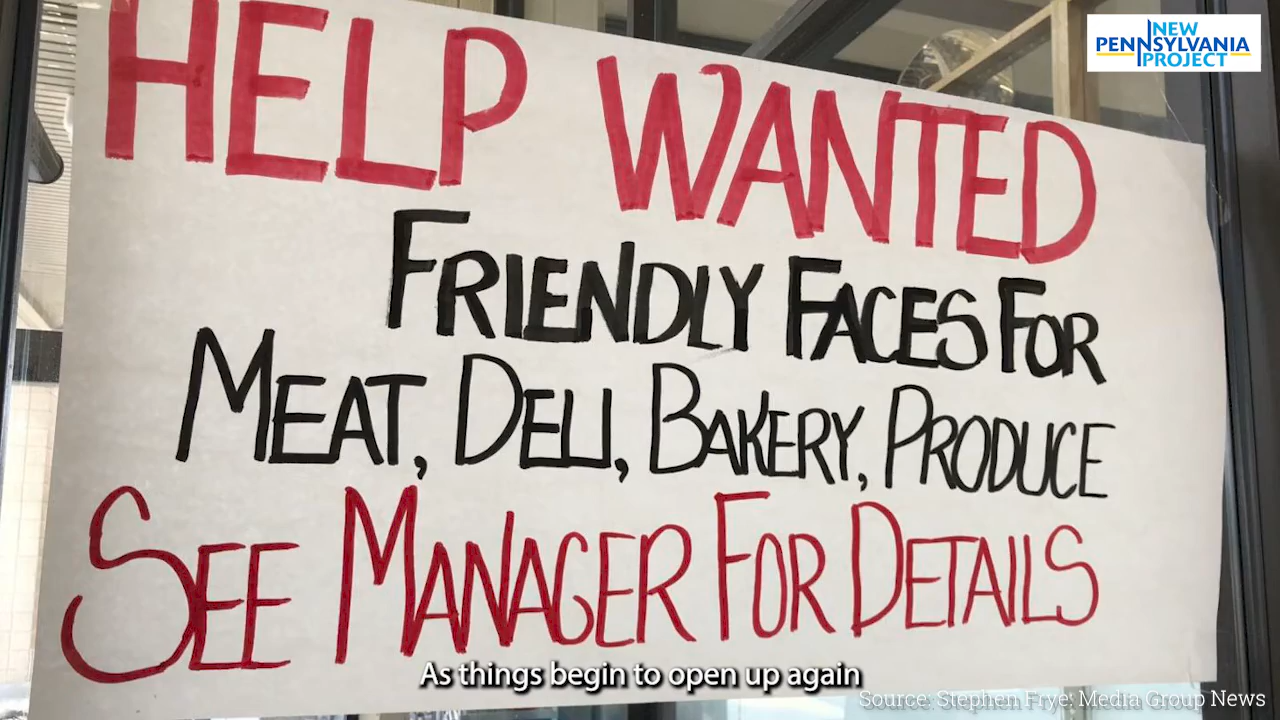 NEW
PENNSYLVANIA
PROJECT
HELP WANTED
FRIENDLY FACES FOR
MEAT, DELI, BAKERY, PRODUCE
SEE MANAGER FOR DETAILS
As things begin to open up again
Source: Stephen Frye: Media Group News